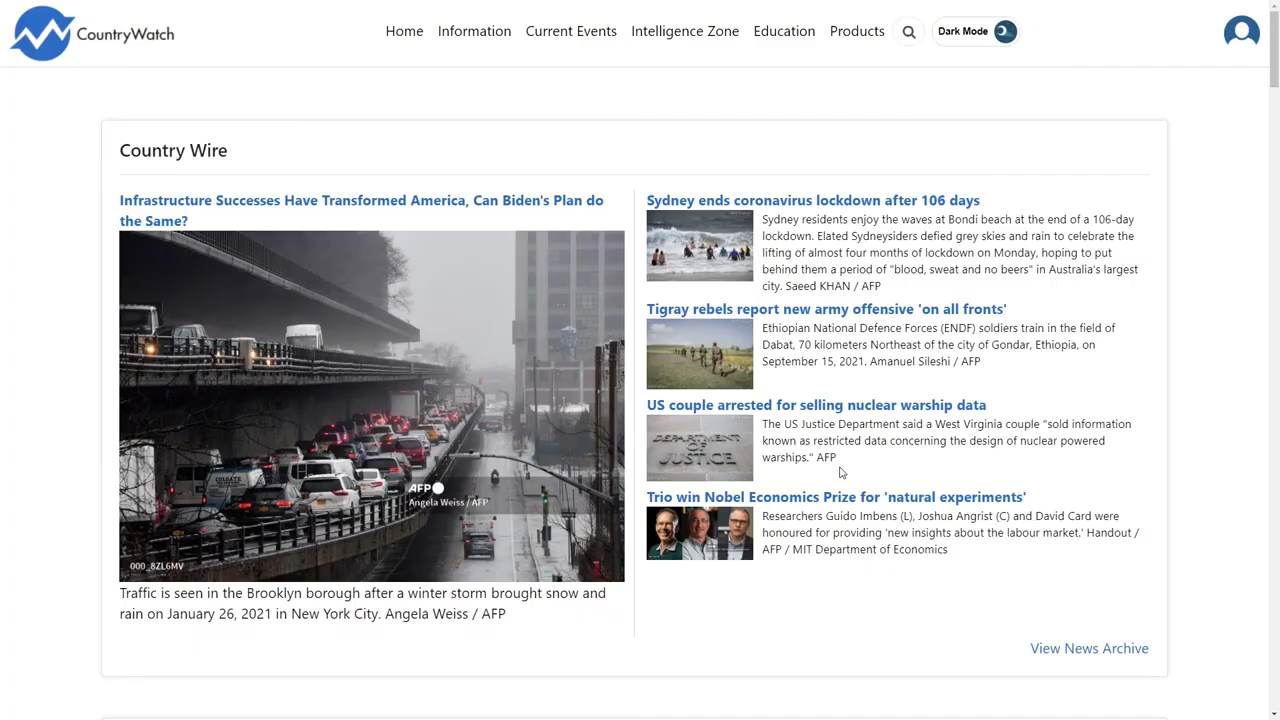 CountryWatch
Home
Information
Current Events
Intelligence Zone
Education
Products
Dark Mode
Country Wire
Infrastructure Successes Have Transformed America, Can Biden's Plan do
the Same?
AFP
Angela Weiss / AFP
COLGATE
000_8ZL6MV
Traffic is seen in the Brooklyn borough after a winter storm brought snow and
rain on January 26, 2021 in New York City. Angela Weiss / AFP
Sydney ends coronavirus lockdown after 106 days
Sydney residents enjoy the waves at Bondi beach at the end of a 106-day
lockdown. Elated Sydneysiders defied grey skies and rain to celebrate the
lifting of almost four months of lockdown on Monday, hoping to put
behind them a period of "blood, sweat and no beers" in Australia's largest
city. Saeed KHAN / AFP
Tigray rebels report new army offensive 'on all fronts'
Ethiopian National Defence Forces (ENDF) soldiers train in the field of
Dabat, 70 kilometers Northeast of the city of Gondar, Ethiopia, on
September 15, 2021. Amanuel Sileshi / AFP
US couple arrested for selling nuclear warship data
DEPARTMENT
OF
JUSTICE
The US Justice Department said a West Virginia couple "sold information
known as restricted data concerning the design of nuclear powered
warships." AFP
Trio win Nobel Economics Prize for 'natural experiments'
Researchers Guido Imbens (L), Joshua Angrist (C) and David Card were
honoured for providing 'new insights about the labour market.' Handout /
AFP / MIT Department of Economics
View News Archive